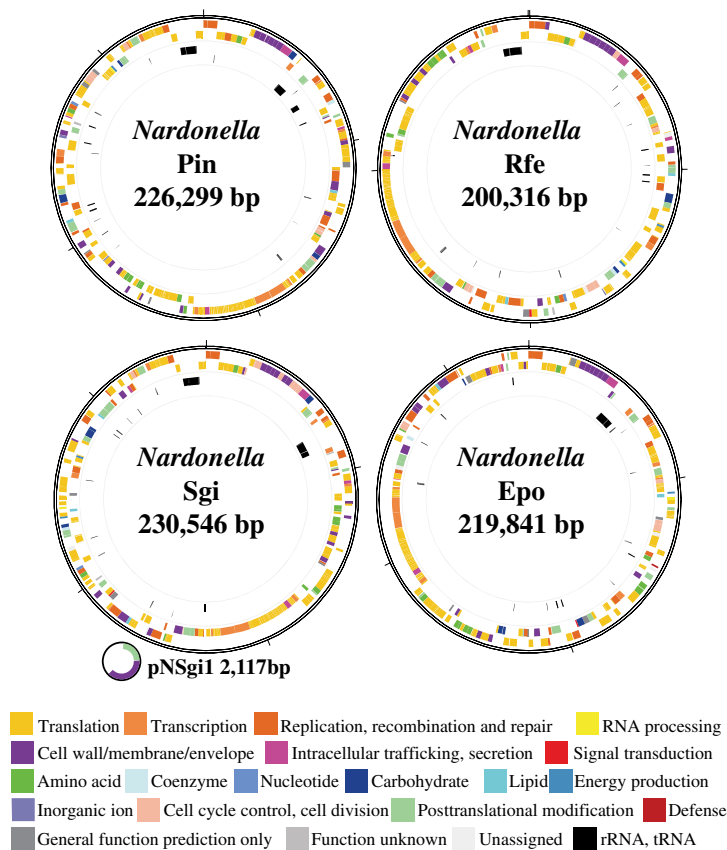 Nardonella
Pin
226,299 bp
Nardonella
Rfe
200,316 bp
Nardonella
Sgi
230,546 bp
Nardonella
Epo
219,841 bp
pNSgi1 2,117bp
Translation Transcription Replication, recombination and repair RNA processing
Cell wall/membrane/envelope Intracellular trafficking, secretion Signal transduction
Amino acid Coenzyme Nucleotide Carbohydrate Lipid Energy production
Inorganic ion Cell cycle control, cell division Posttranslational modification Defense
General function prediction only Function unknown Unassigned rRNA, tRNA